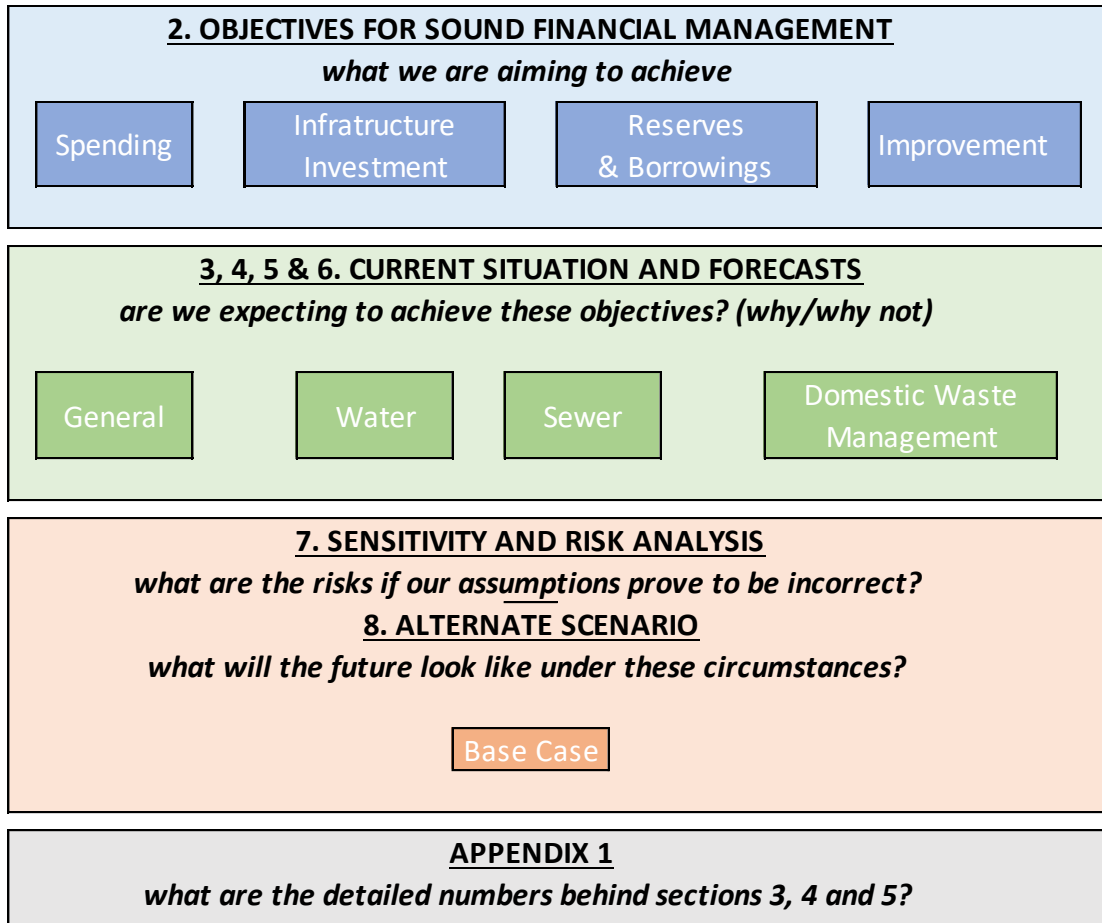 2. OBJECTIVES FOR SOUND FINANCIAL MANAGEMENT
what we are aiming to achieve
Spending
Infratructure
Investment
Reserves
& Borrowings
Improvement
3, 4, 5 & 6. CURRENT SITUATION AND FORECASTS
are we expecting to achieve these objectives? (why/why not)
General
Water
Sewer
Domestic Waste
Management
7. SENSITIVITY AND RISK ANALYSIS
what are the risks if our assumptions prove to be incorrect?
8. ALTERNATE SCENARIO
what will the future look like under these circumstances?
Base Case
APPENDIX 1
what are the detailed numbers behind sections 3, 4 and 5?